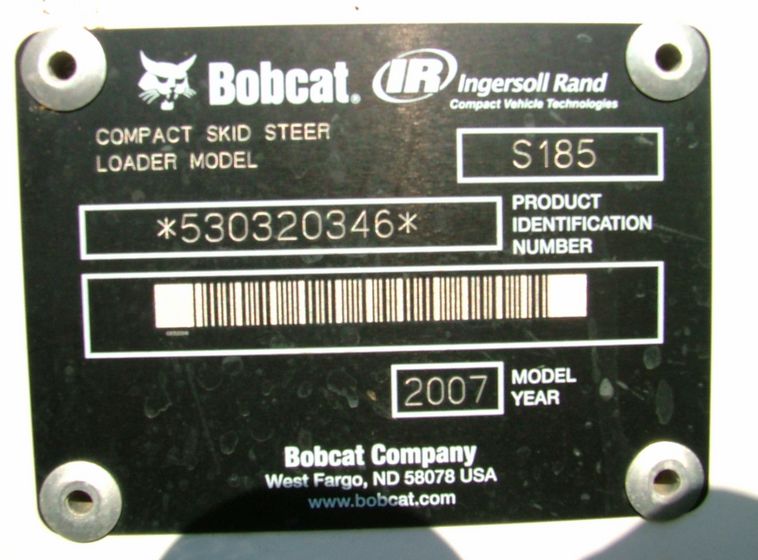 Bobcat. IR Ingersoll Rand
Compact Vehicle Technologies
COMPACT SKID STEER
LOADER MODEL
S185
*530320346*
PRODUCT
IDENTIFICATION
NUMBER
2007
MODEL
YEAR
Bobcat Company
West Fargo, ND 58078 USA
www.bobcat.com